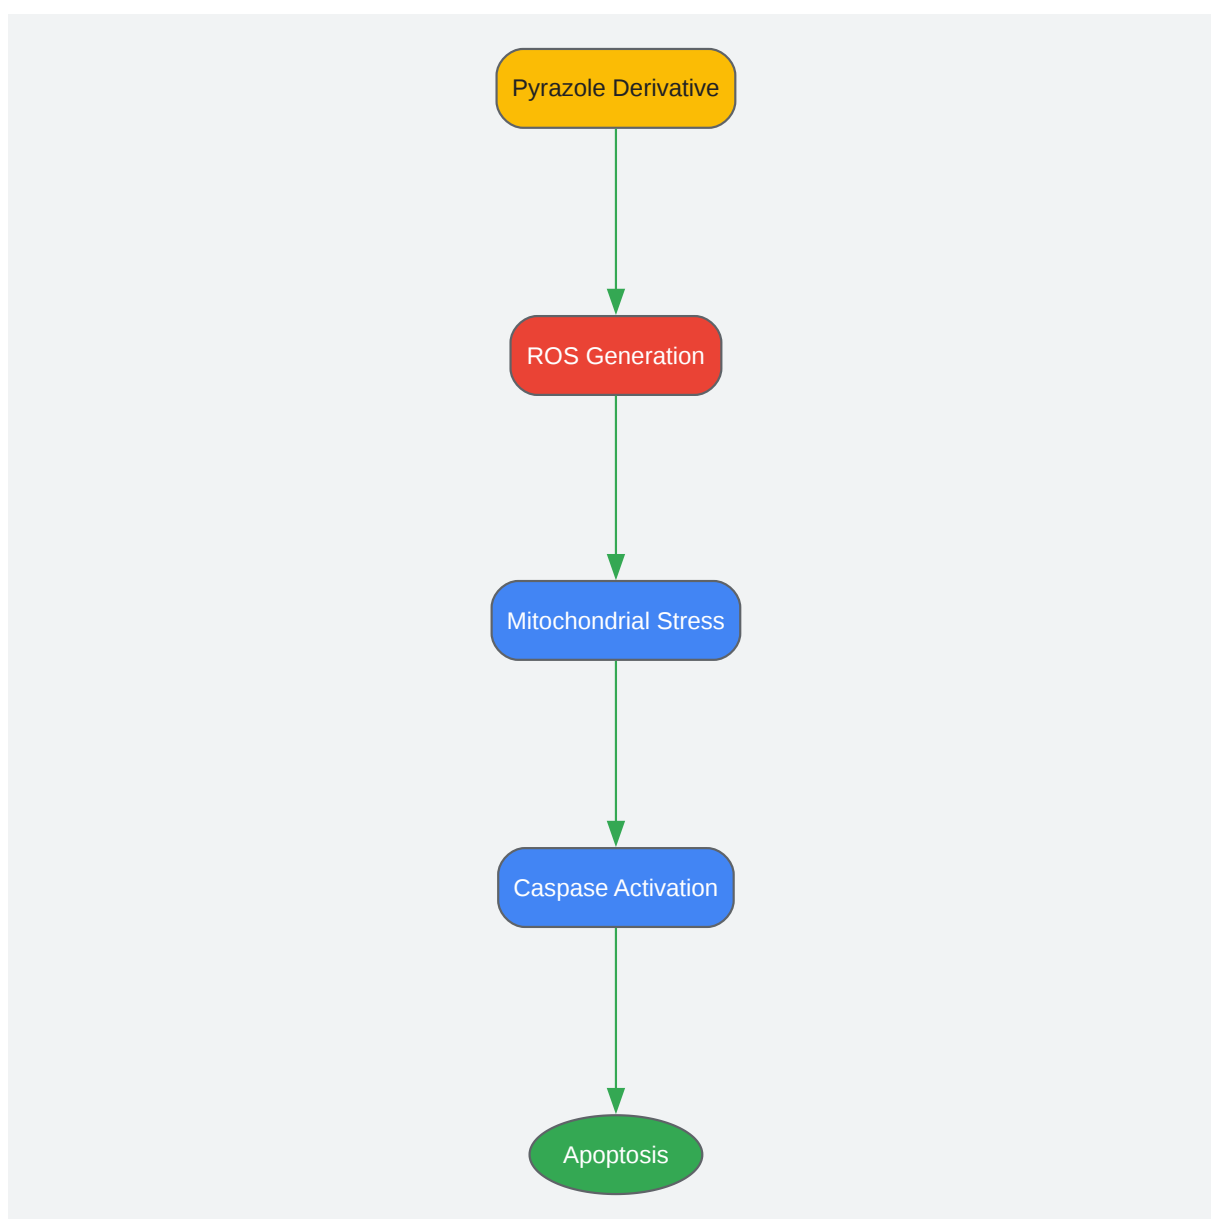 Pyrazole Derivative
ROS Generation
Mitochondrial Stress
Caspase Activation
Apoptosis